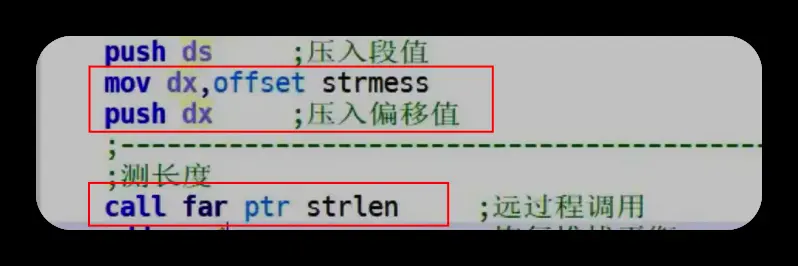 push ds ;压入段值
mov dx,offset strmess
push dx ;压入偏移值
;--------------------------------------------
;测长度
call far ptr strlen ;远过程调用